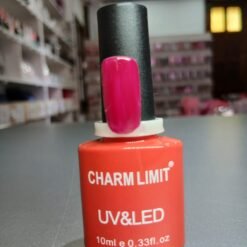 CHARM LIMIT®
UV&LED
10ml e 0.33fl.oz